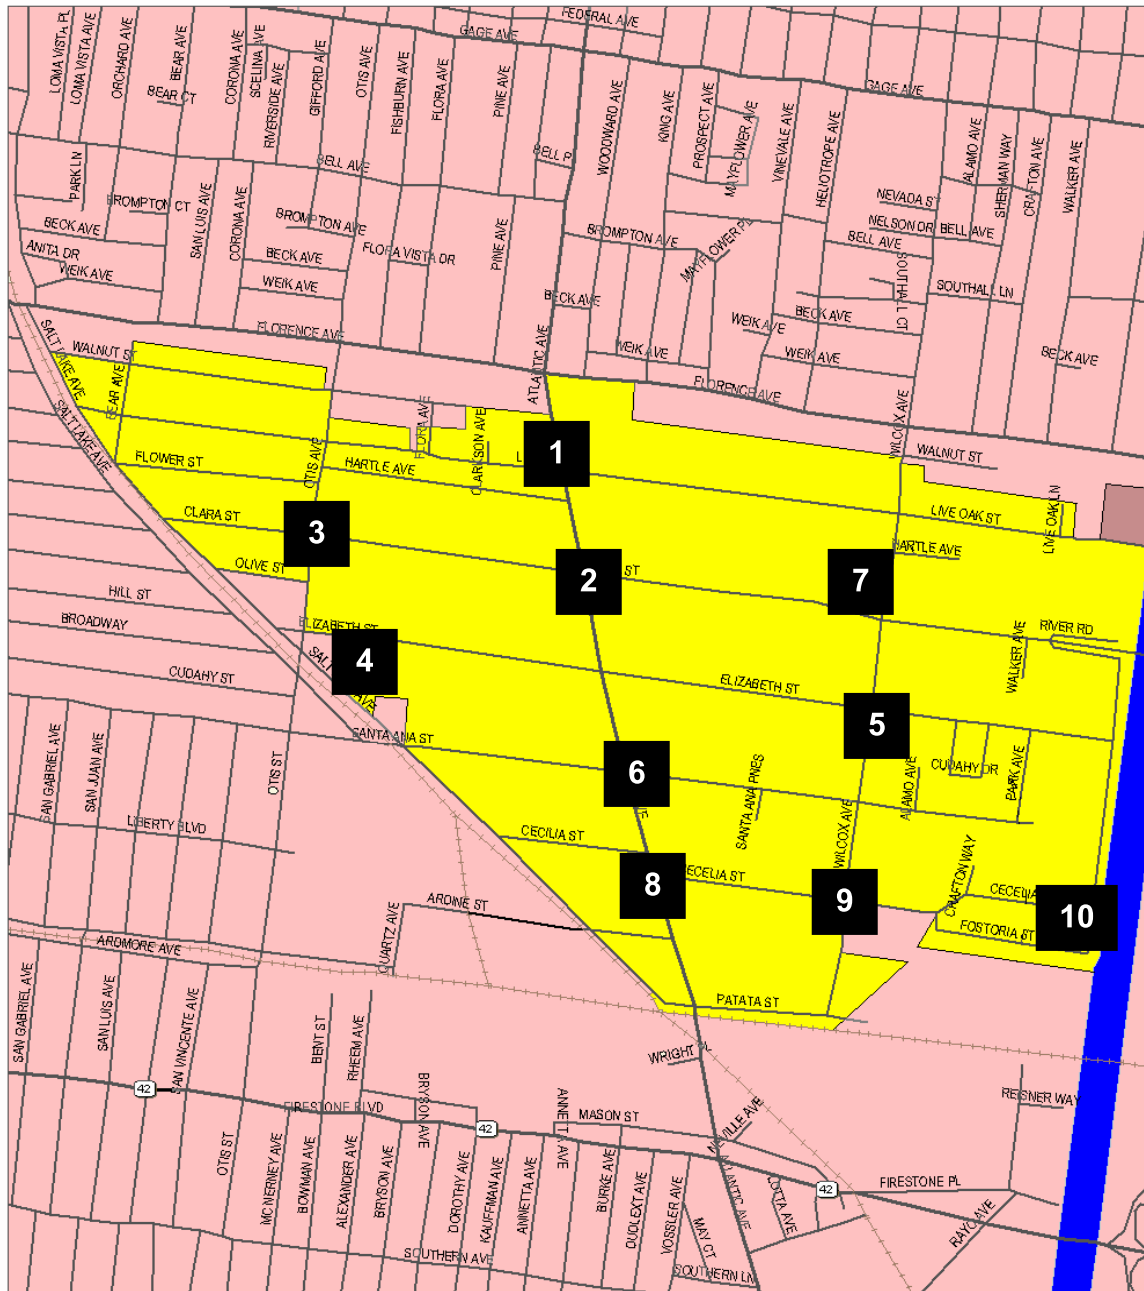 FEDERAL AVE
GAGE AVE
LOMA VISTA PL
LOMA VISTA AVE
ORCHARD AVE
BEAR AVE
BEAR CT
CORONA AVE
RIVERSIDE AVE
GIFFORD AVE
OTIS AVE
FISHBURN AVE
FLORA AVE
PINE AVE
WOODWARD AVE
KING AVE
PROSPECT AVE
MAYFLOWER AVE
VINEVALE AVE
HELIOTROPE AVE
GAGE AVE
ALAMO AVE
SHERMAN WAY
CRAFTON AVE
WALKER AVE
PARK LN
BELL AVE
BELL P
BROMPTON CT
SAN LUIS AVE
CORONA AVE
BROMPTON AVE
BECK AVE
BECK AVE
ANITA DR
WEIK AVE
WEIK AVE
FLORA VISTA DR
PINE AVE
BROMPTON AVE
MAYFLOWER PL
NEVADA ST
NELSON DR
BELL AVE
BELL AVE
SOUTHALL CT
SOUTHALL LN
BECK AVE
BECK AVE
WEIK AVE
WEIK AVE
WEIK AVE
BECK AVE
FLORENCE AVE
FLORENCE AVE
ATLANTIC AVE
SALT LAKE AVE
SALT LAKE AVE
WALNUT ST
BEAR AVE
FLORA AVE
CLARKSON AVE
WILCOX AVE
WALNUT ST
1
L
FLOWER ST
OTIS AVE
HARTLE AVE
LIVE OAK ST
LIVE OAK LN
CLARA ST
3
HARTLE AVE
OLIVE ST
2
ST
7
HILL ST
BROADWAY
ELIZABETH ST
RIVER RD
WALKER AVE
4
CUDAHY ST
SALT
AVE
ELIZABETH ST
5
SANTA ANA ST
SAN GABRIEL AVE
SAN JUAN AVE
OTIS ST
6
SANTA ANA PNES
ALAMO AVE
CUDAHY DR
PARK AVE
LIBERTY BLVD
CECILIA ST
WILCOX AVE
8
ECELIA ST
9
CRAFTON WAY
CECELIA
10
FOSTORIA ST
ARDINE ST
QUARTZ AVE
ARDMORE AVE
SAN GABRIEL AVE
SAN LUIS AVE
SAN VINCENTE AVE
BENT ST
RHEEM AVE
PATATA ST
WRIGHT PL
42
FIRESTONE BLVD
BRYSON AVE
42
ANNETTA AVE
MASON ST
NEVILLE AVE
REISNER WAY
OTIS ST
MC NERNEY AVE
BOWMAN AVE
ALEXANDER AVE
BRYSON AVE
DOROTHY AVE
KAUFFMAN AVE
ANNETTA AVE
BURKE AVE
DUDLEXT AVE
VOSSLER AVE
MAY CT
ATLANTIC AVE
LOTTA AVE
42
FIRESTONE PL
RAYO AVE
SOUTHERN AVE
SOUTHERN LN